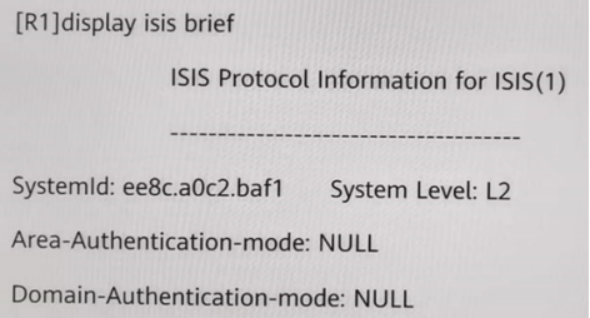 [R1]display isis brief
ISIS Protocol Information for ISIS(1)
-----------------------------------
SystemId: ee8c.a0c2.baf1 System Level: L2
Area-Authentication-mode: NULL
Domain-Authentication-mode: NULL